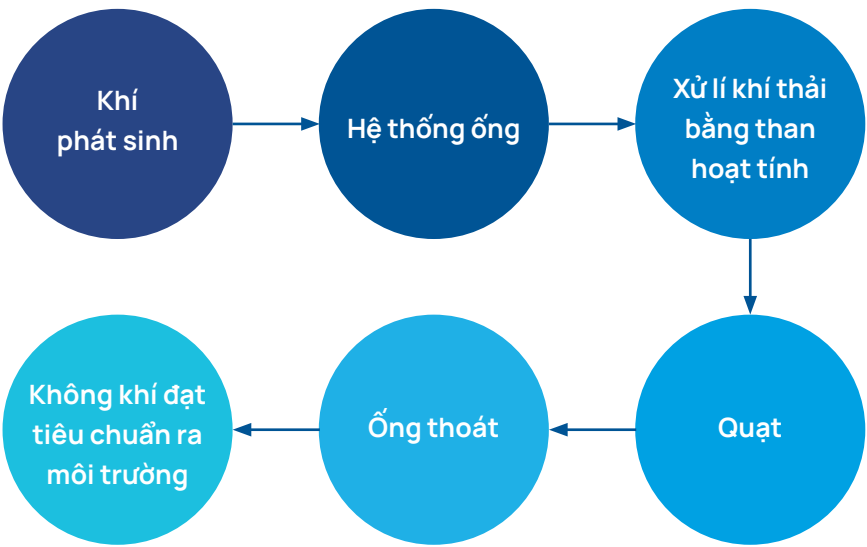 Khí
phát sinh
Hệ thống ống
Xử lí khí thải
bằng than
hoạt tính
Quạt
Ống thoát
Không khí đạt
tiêu chuẩn ra
môi trường